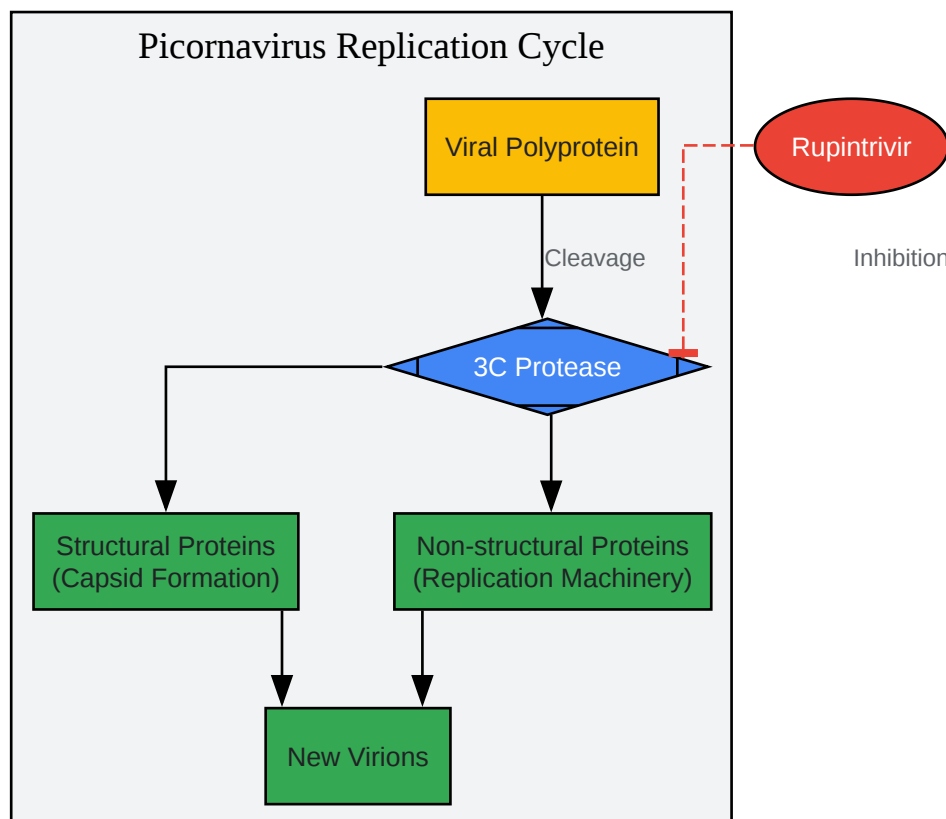 Picornavirus Replication Cycle
Viral Polyprotein
Rupintrivir
Cleavage
Inhibition
3C Protease
Structural Proteins
(Capsid Formation)
Non-structural Proteins
(Replication Machinery)
New Virions